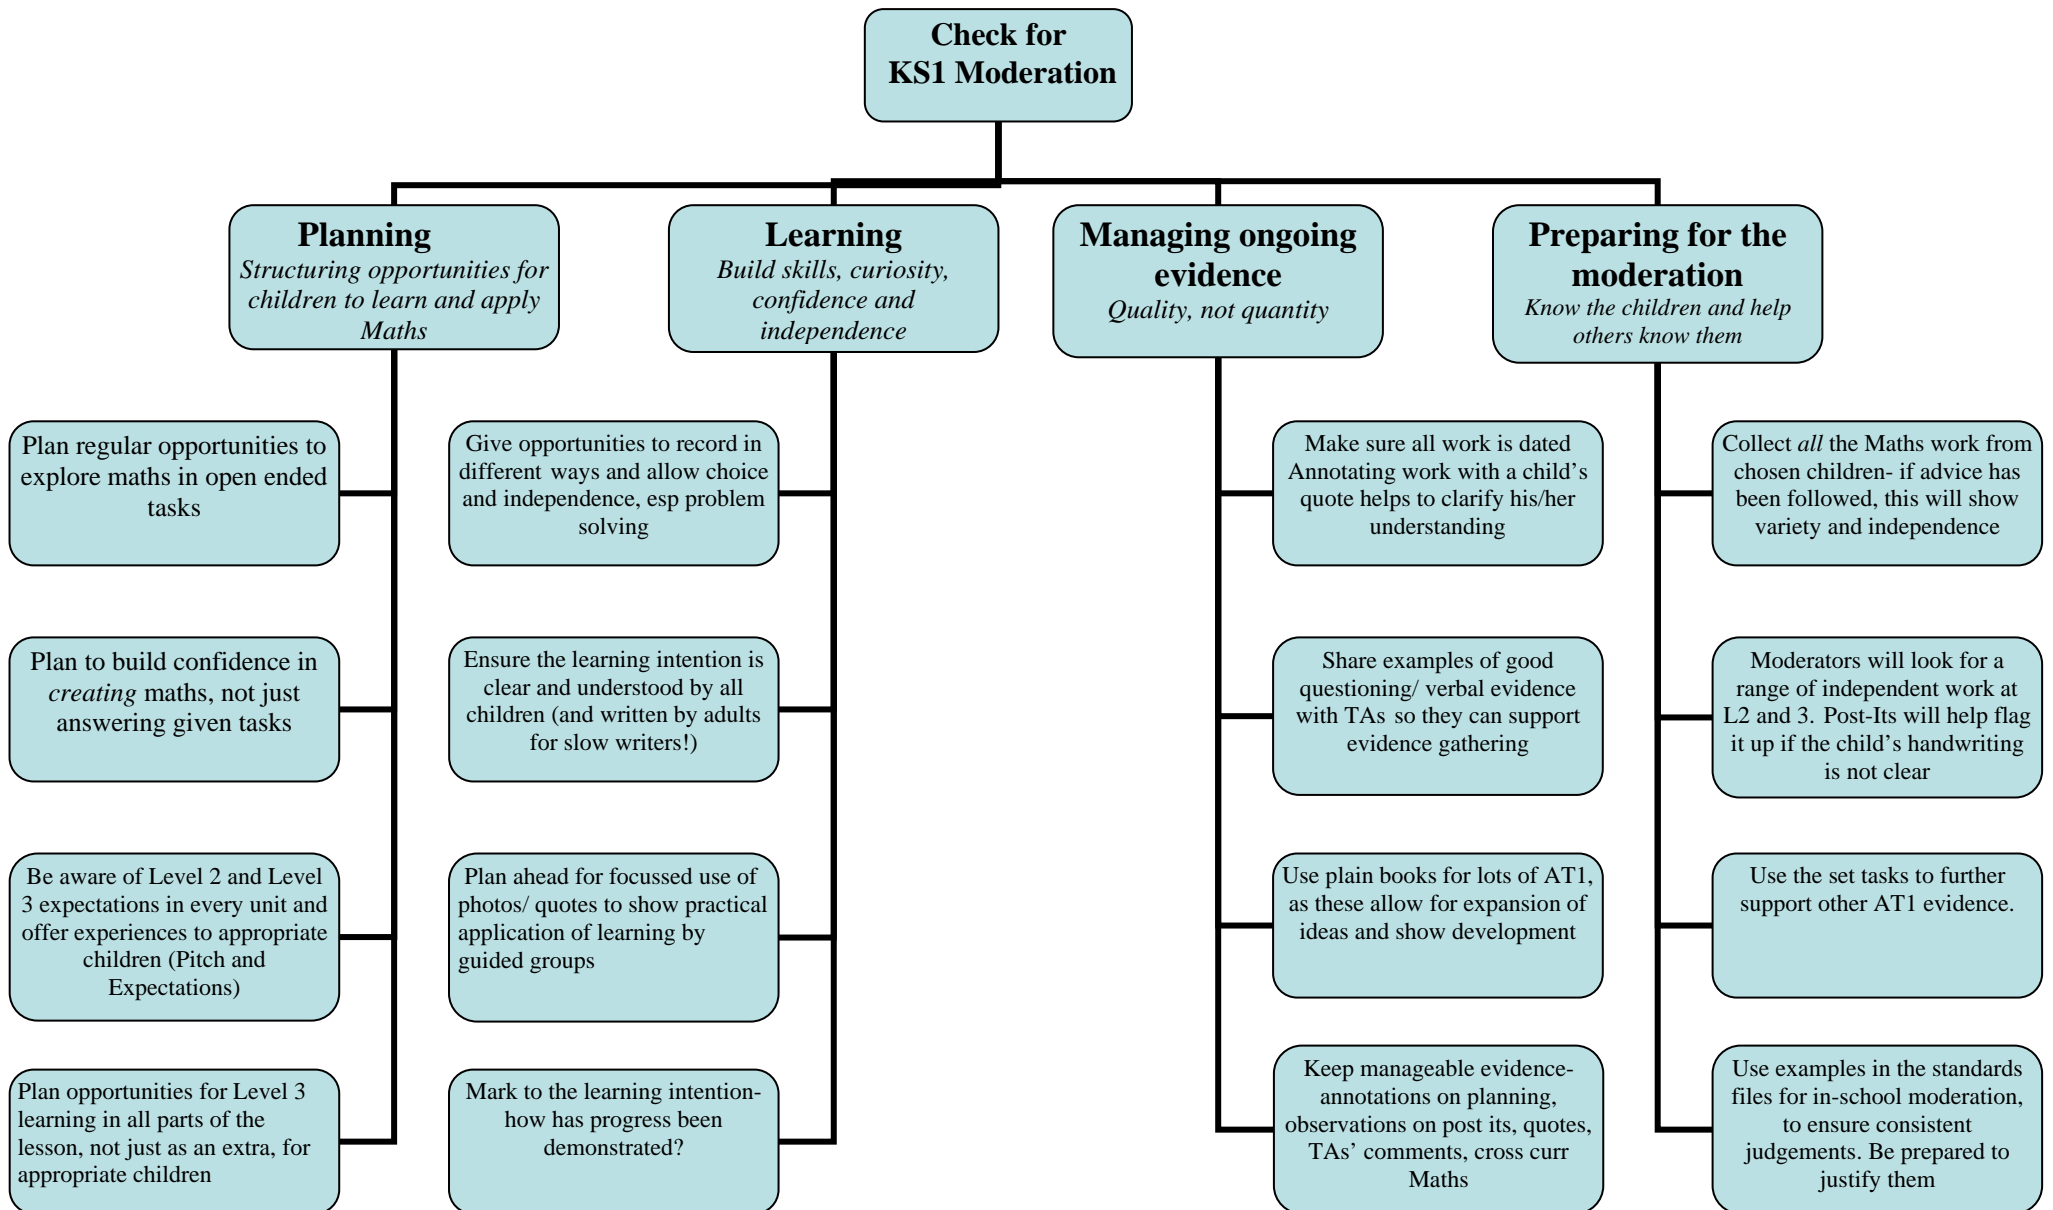 Check for
KS1 Moderation
Planning
Structuring opportunities for
children to learn and apply
Maths
Learning
Build skills, curiosity,
confidence and
independence
Managing ongoing
evidence
Quality, not quantity
Preparing for the
moderation
Know the children and help
others know them
Plan regular opportunities to
explore maths in open ended
tasks
Give opportunities to record in
different ways and allow choice
and independence, esp problem
solving
Make sure all work is dated
Annotating work with a child’s
quote helps to clarify his/her
understanding
Collect all the Maths work from
chosen children- if advice has
been followed, this will show
variety and independence
Plan to build confidence in
creating maths, not just
answering given tasks
Ensure the learning intention is
clear and understood by all
children (and written by adults
for slow writers!)
Share examples of good
questioning/ verbal evidence
with TAs so they can support
evidence gathering
Moderators will look for a
range of independent work at
L2 and 3. Post-Its will help flag
it up if the child’s handwriting
is not clear
Be aware of Level 2 and Level
3 expectations in every unit and
offer experiences to appropriate
children (Pitch and
Expectations)
Plan ahead for focussed use of
photos/ quotes to show practical
application of learning by
guided groups
Use plain books for lots of AT1,
as these allow for expansion of
ideas and show development
Use the set tasks to further
support other AT1 evidence.
Plan opportunities for Level 3
learning in all parts of the
lesson, not just as an extra, for
appropriate children
Mark to the learning intention-
how has progress been
demonstrated?
Keep manageable evidence-
annotations on planning,
observations on post its, quotes,
TAs’ comments, cross curr
Maths
Use examples in the standards
files for in-school moderation,
to ensure consistent
judgements. Be prepared to
justify them